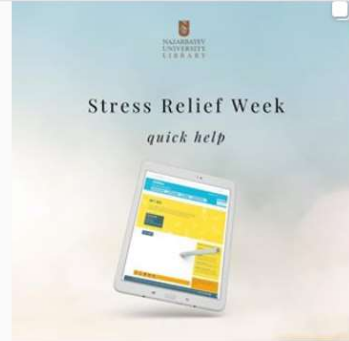 NAZARBAYEV
UNIVERSITY
LIBRARY
Stress Relief Week
quick help